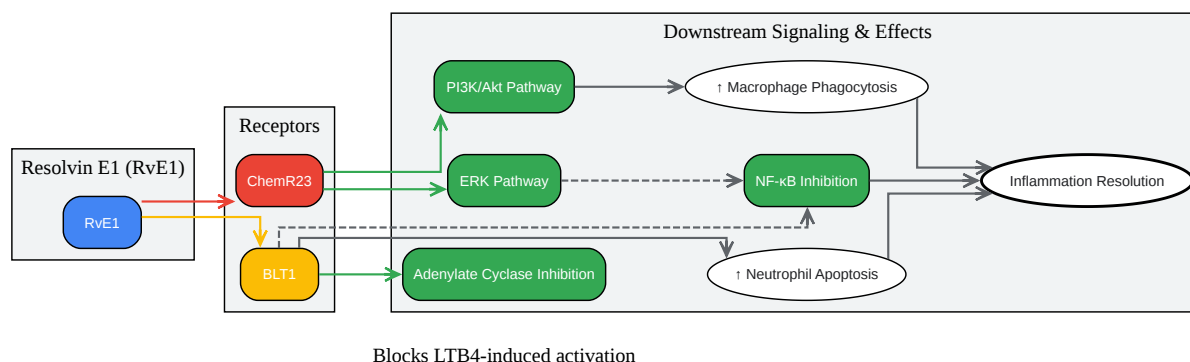 Downstream Signaling & Effects
PI3K/Akt Pathway
↑ Macrophage Phagocytosis
Receptors
Resolvin E1 (RvE1)
ChemR23
ERK Pathway
NF-κB Inhibition
Inflammation Resolution
RvE1
BLT1
Adenylate Cyclase Inhibition
↑ Neutrophil Apoptosis
Blocks LTB4-induced activation